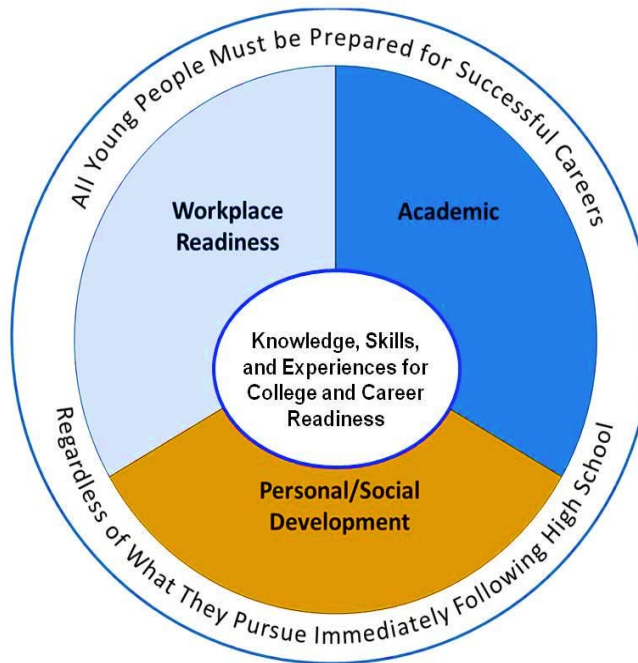 All Young People Must be Prepared for Successful Careers
Workplace
Readiness
Academic
Knowledge, Skills,
and Experiences for
College and Career
Readiness
Personal/Social
Development
Regardless of What They Pursue Immediately Following High School